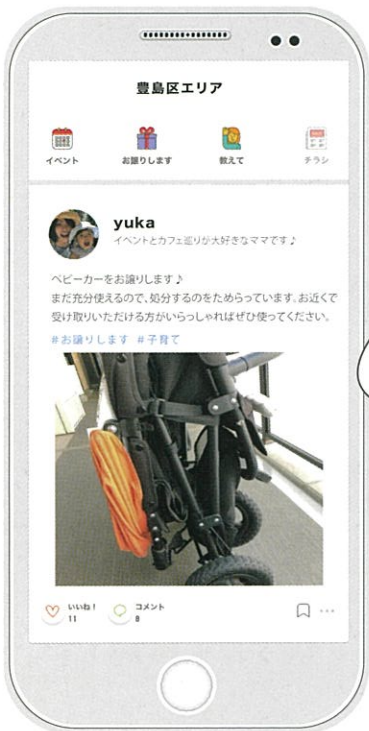 豊島区エリア
イベント
お譲りします
教えて
チラシ
yuka
イベントとカフェ巡りが大好きなママです♪
ベビーカーをお譲りします♪
まだ充分使えるので、処分するのをためらっています。お近くで
受け取りいただける方がいらっしゃればぜひ使ってください。
#お譲りします #子育て
いいね!
11
コメント
8